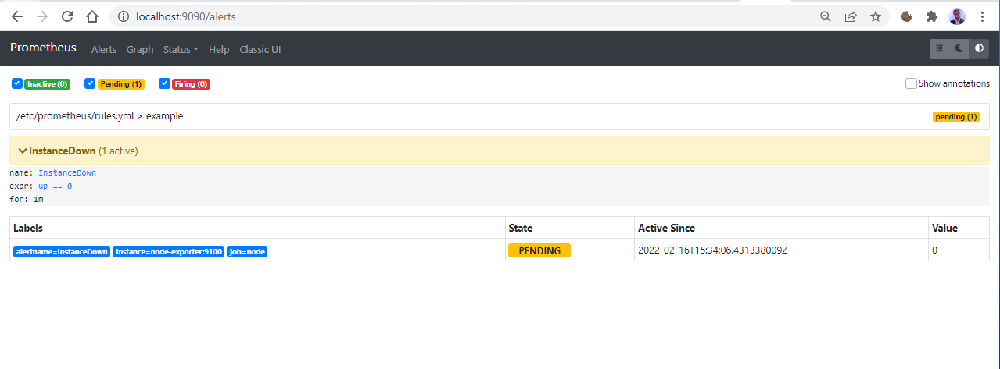 localhost:9090/alerts
Prometheus Alerts Graph Status Help Classic UI
Inactive (0) Pending (1) Firing (0) Show annotations
/etc/prometheus/rules.yml > example pending (1)
InstanceDown (1 active)
name: InstanceDown
expr: up == 0
for: 1m
Labels State Active Since Value
alertname=InstanceDown instance=node-exporter:9100 job=node PENDING 2022-02-16T15:34:06.431338009Z 0